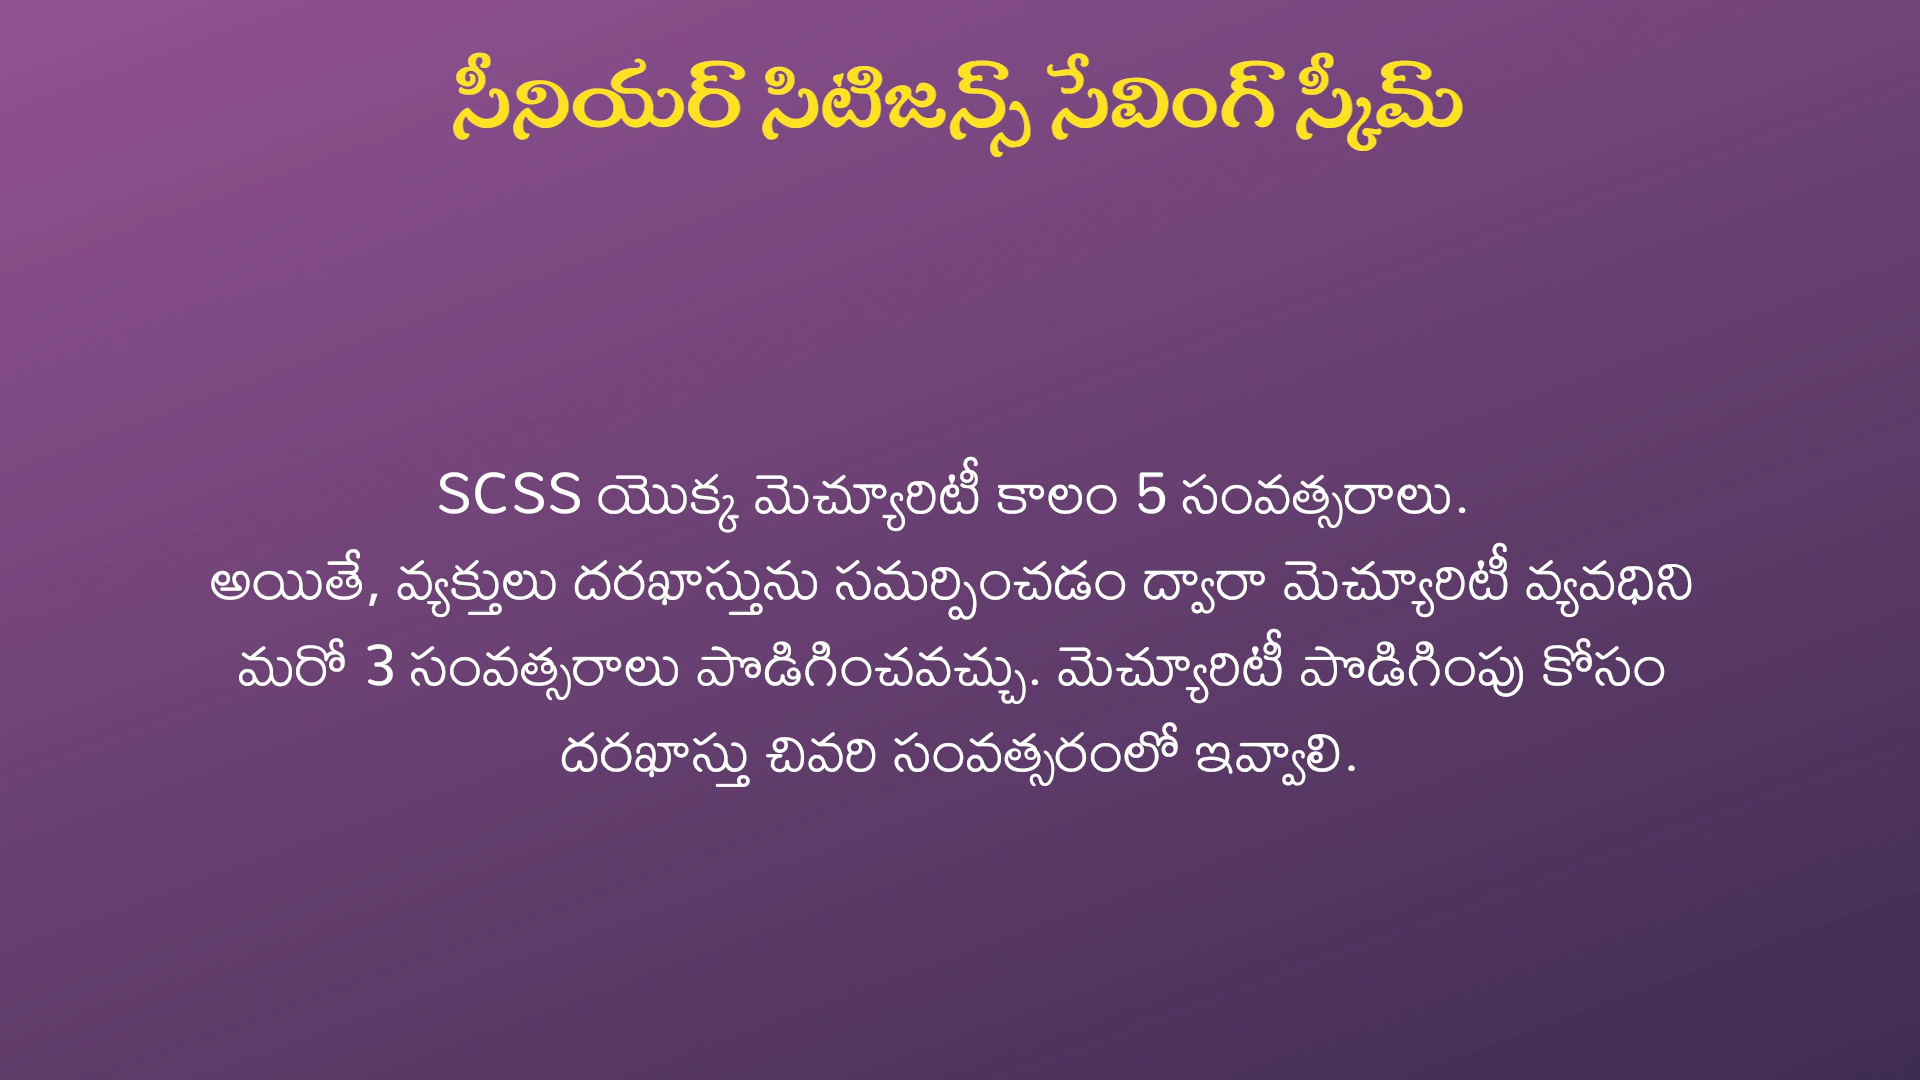 సీనియర్ సిటిజన్స్ సేవింగ్ స్కీమ్
SCSS యొక్క మెచ్యూరిటీ కాలం 5 సంవత్సరాలు.
అయితే, వ్యక్తులు దరఖాస్తును సమర్పించడం ద్వారా మెచ్యూరిటీ వ్యవధిని
మరో 3 సంవత్సరాలు పొడిగించవచ్చు. మెచ్యూరిటీ పొడిగింపు కోసం
దరఖాస్తు చివరి సంవత్సరంలో ఇవ్వాలి.